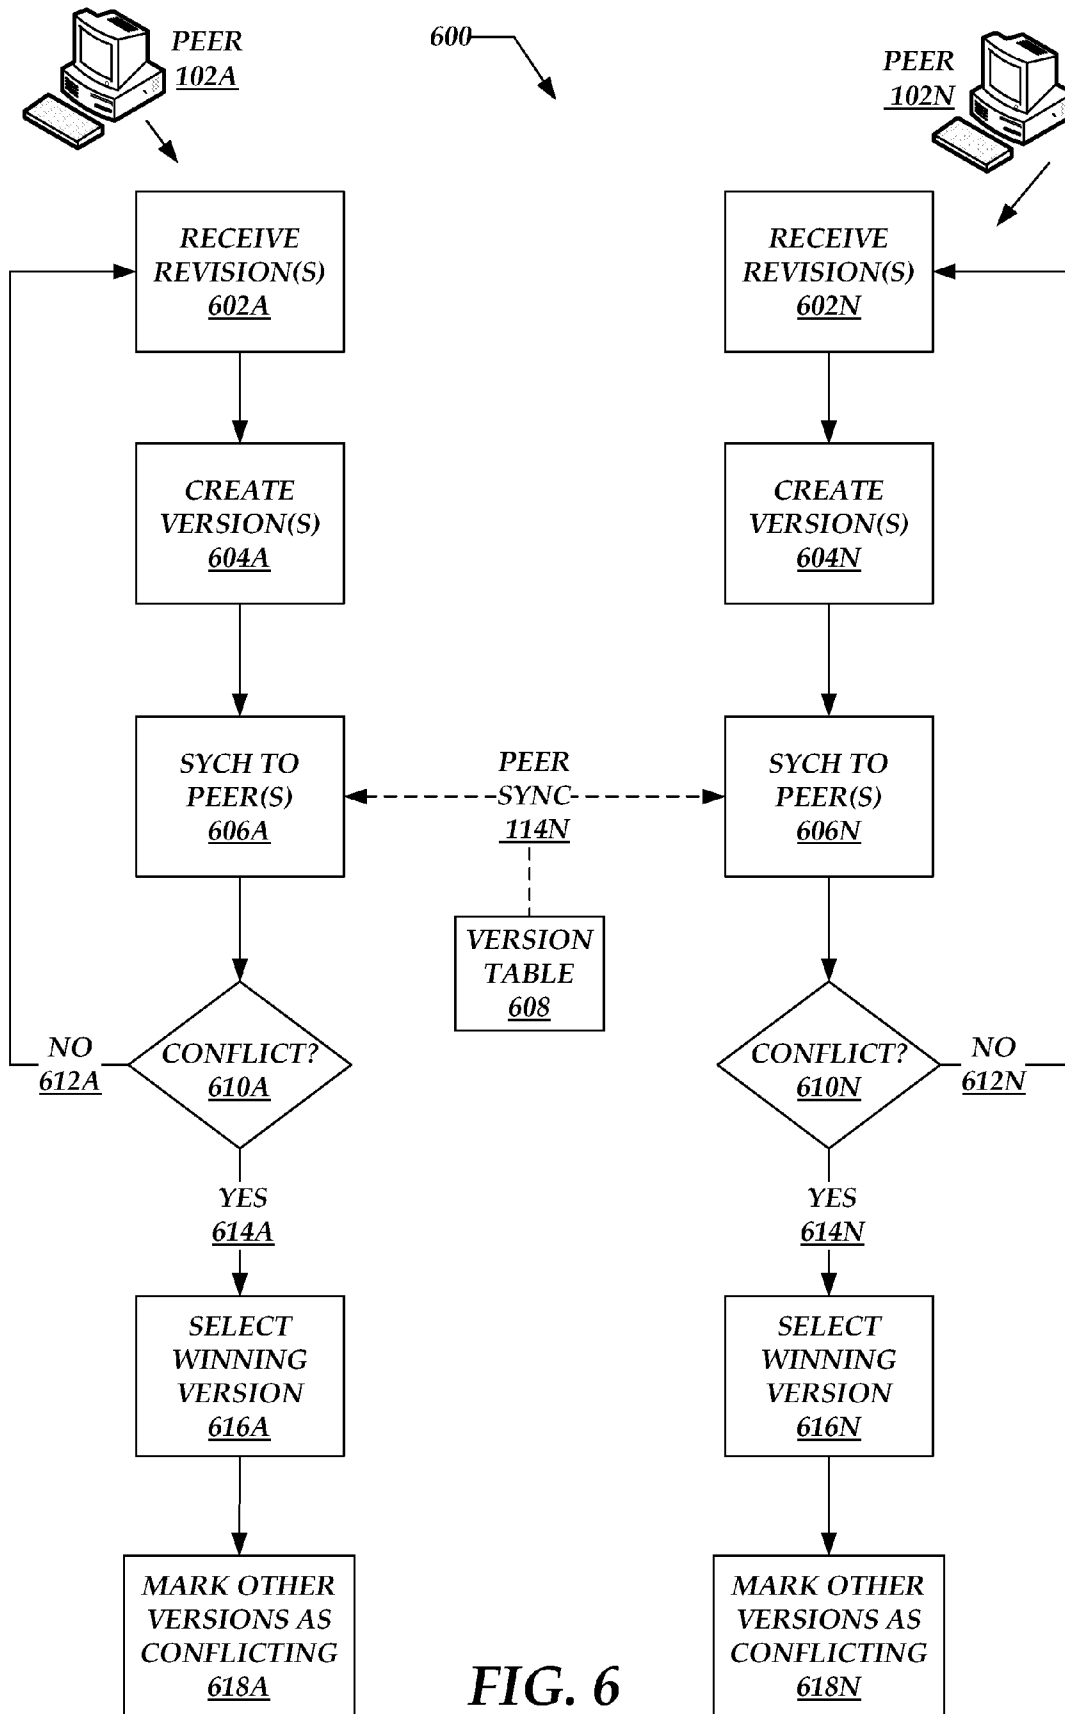 PEER
102A
600
PEER
102N
RECEIVE
REVISION(S)
602A
RECEIVE
REVISION(S)
602N
CREATE
VERSION(S)
604A
CREATE
VERSION(S)
604N
SYCH TO
PEER(S)
606A
PEER
SYNC
114N
SYCH TO
PEER(S)
606N
VERSION
TABLE
608
CONFLICT?
610A
NO
612A
CONFLICT?
610N
NO
612N
YES
614A
YES
614N
SELECT
WINNING
VERSION
616A
SELECT
WINNING
VERSION
616N
MARK OTHER
VERSIONS AS
CONFLICTING
618A
MARK OTHER
VERSIONS AS
CONFLICTING
618N
FIG. 6